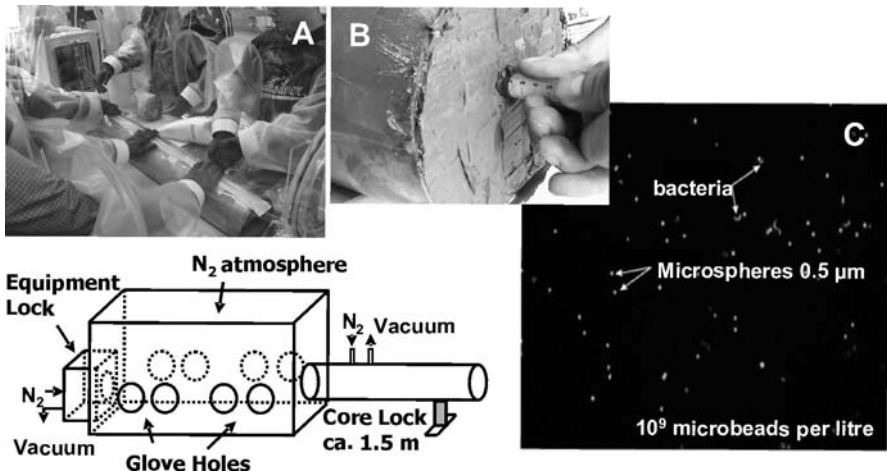 A
B
C
bacteria
Microspheres 0.5 µm
10⁹ microbeads per litre
N₂ atmosphere
Equipment
Lock
N₂
Vacuum
N₂
Vacuum
Core Lock
ca. 1.5 m
Glove Holes